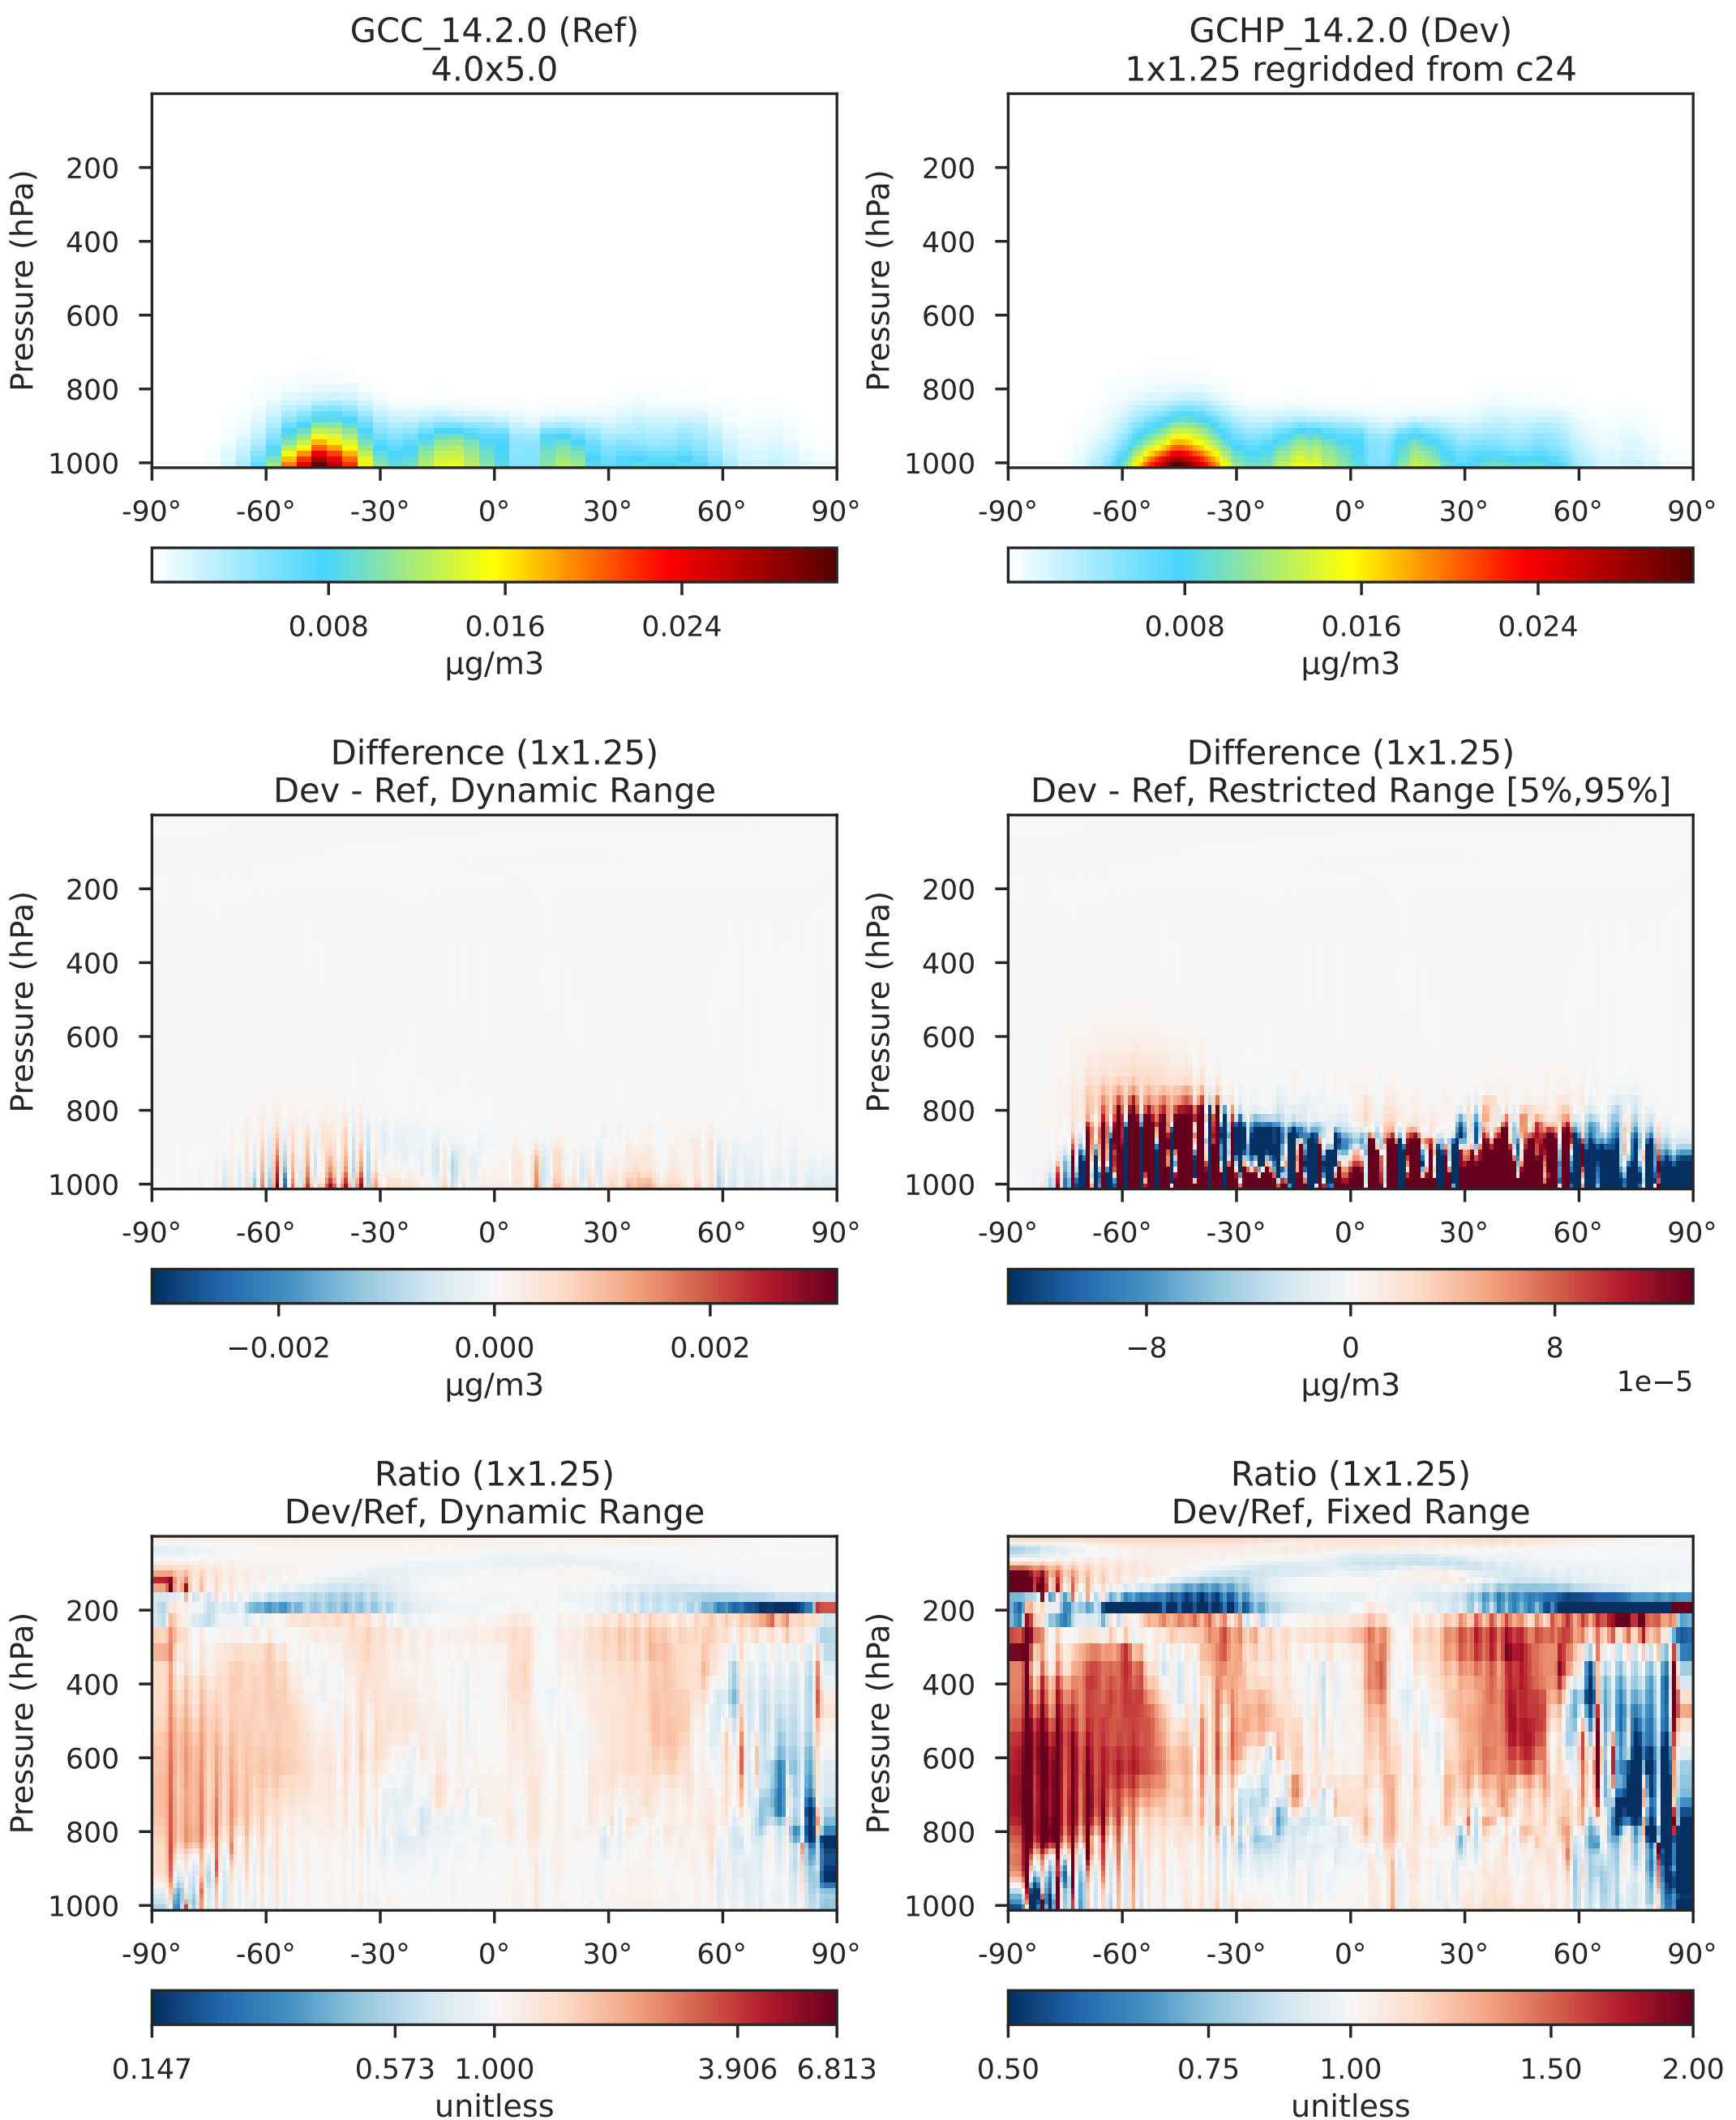 GCC_14.2.0 (Ref)
4.0x5.0
Pressure (hPa)
200
400
600
800
1000
-90° -60° -30° 0° 30° 60° 90°
0.008 0.016 0.024
µg/m3
GCHP_14.2.0 (Dev)
1x1.25 regridded from c24
Pressure (hPa)
200
400
600
800
1000
-90° -60° -30° 0° 30° 60° 90°
0.008 0.016 0.024
µg/m3
Difference (1x1.25)
Dev - Ref, Dynamic Range
Pressure (hPa)
200
400
600
800
1000
-90° -60° -30° 0° 30° 60° 90°
−0.002 0.000 0.002
µg/m3
Difference (1x1.25)
Dev - Ref, Restricted Range [5%,95%]
Pressure (hPa)
200
400
600
800
1000
-90° -60° -30° 0° 30° 60° 90°
−8 0 8
µg/m3
1e−5
Ratio (1x1.25)
Dev/Ref, Dynamic Range
Pressure (hPa)
200
400
600
800
1000
-90° -60° -30° 0° 30° 60° 90°
0.147 0.573 1.000 3.906 6.813
unitless
Ratio (1x1.25)
Dev/Ref, Fixed Range
Pressure (hPa)
200
400
600
800
1000
-90° -60° -30° 0° 30° 60° 90°
0.50 0.75 1.00 1.50 2.00
unitless